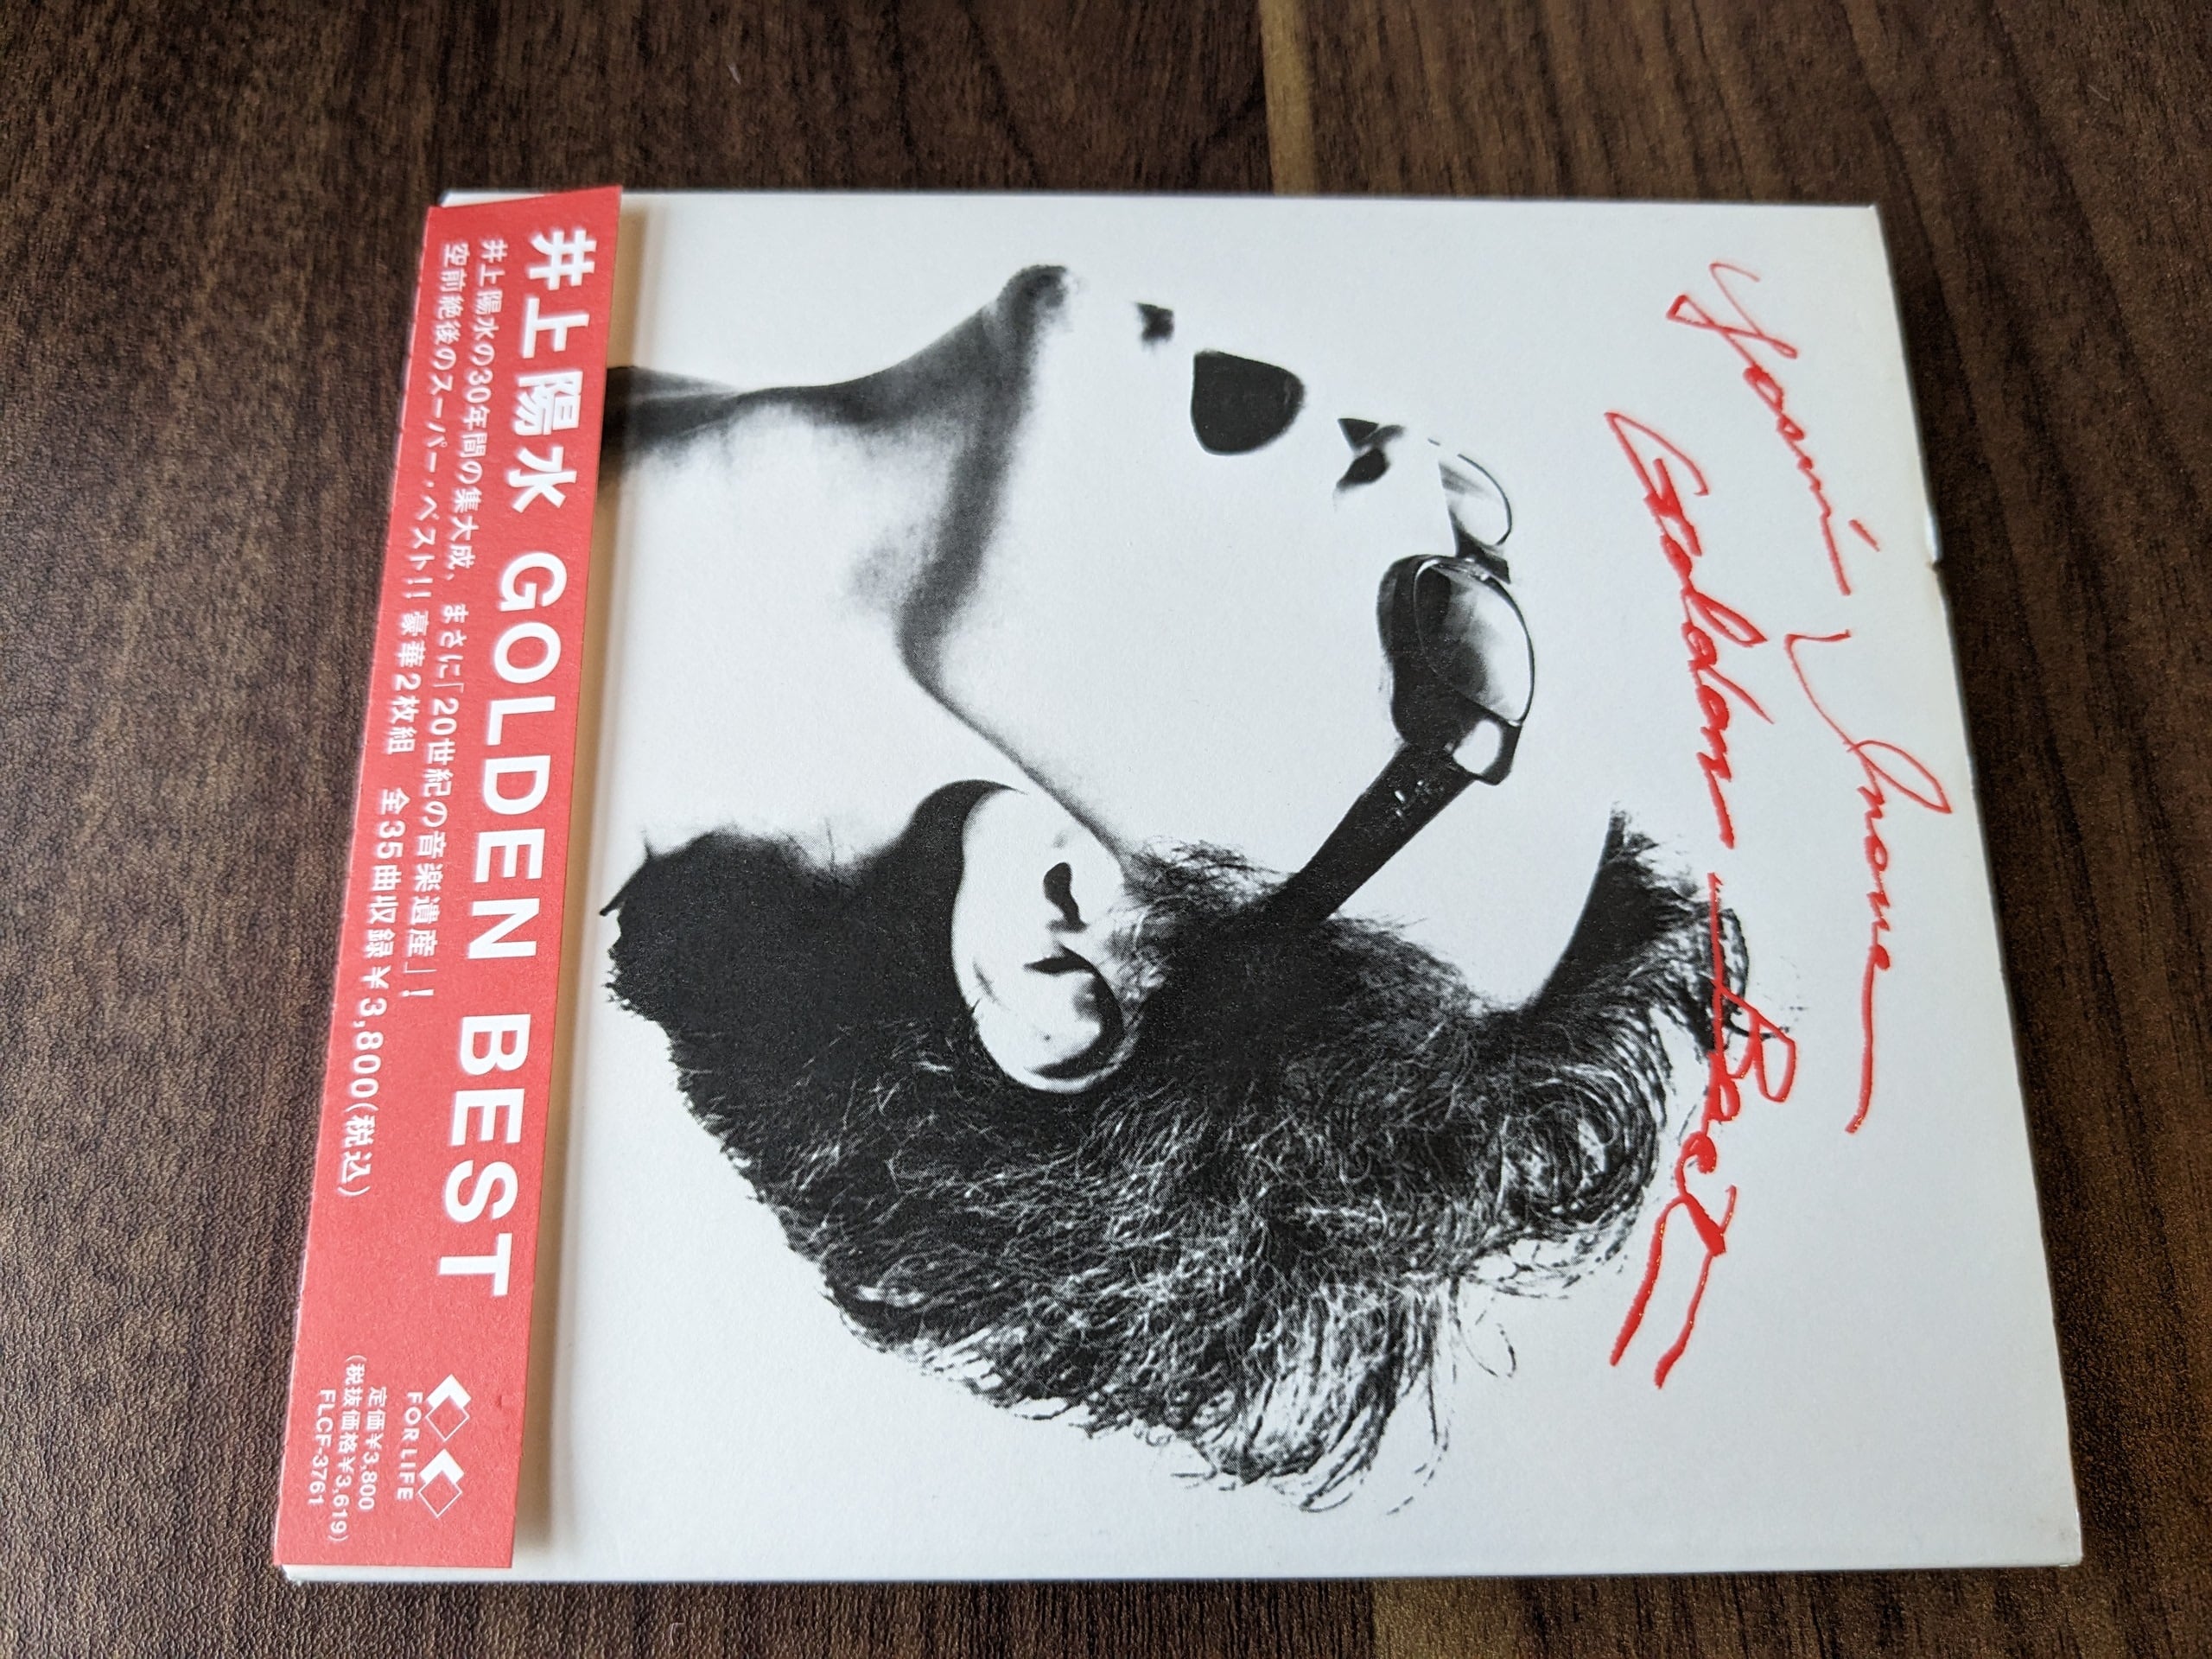 Yosui Inoue
Golden Best
井上陽水 GOLDEN BEST
井上陽水の30年間の集大成、まさに「20世紀の音楽遺産」!
空前絶後のスーパー・ベスト!! 豪華2枚組 全35曲収録¥3,800(税込)
FOR LIFE
定価¥3,800
(税抜価格¥3,619)
FLCF-3761